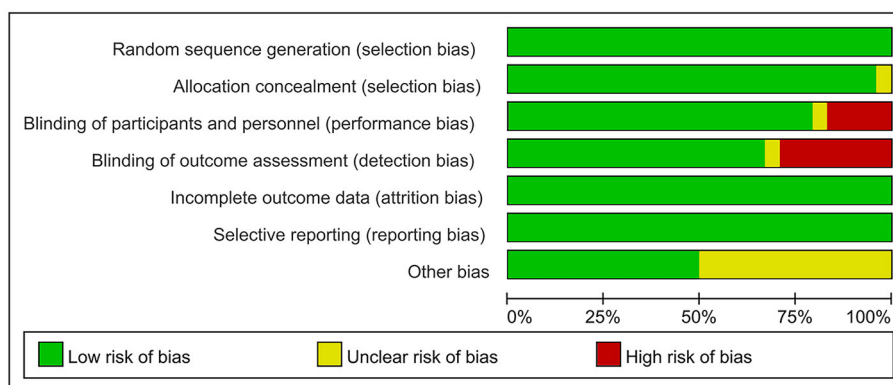 Random sequence generation (selection bias)
Allocation concealment (selection bias)
Blinding of participants and personnel (performance bias)
Blinding of outcome assessment (detection bias)
Incomplete outcome data (attrition bias)
Selective reporting (reporting bias)
Other bias
0% 25% 50% 75% 100%
Low risk of bias Unclear risk of bias High risk of bias